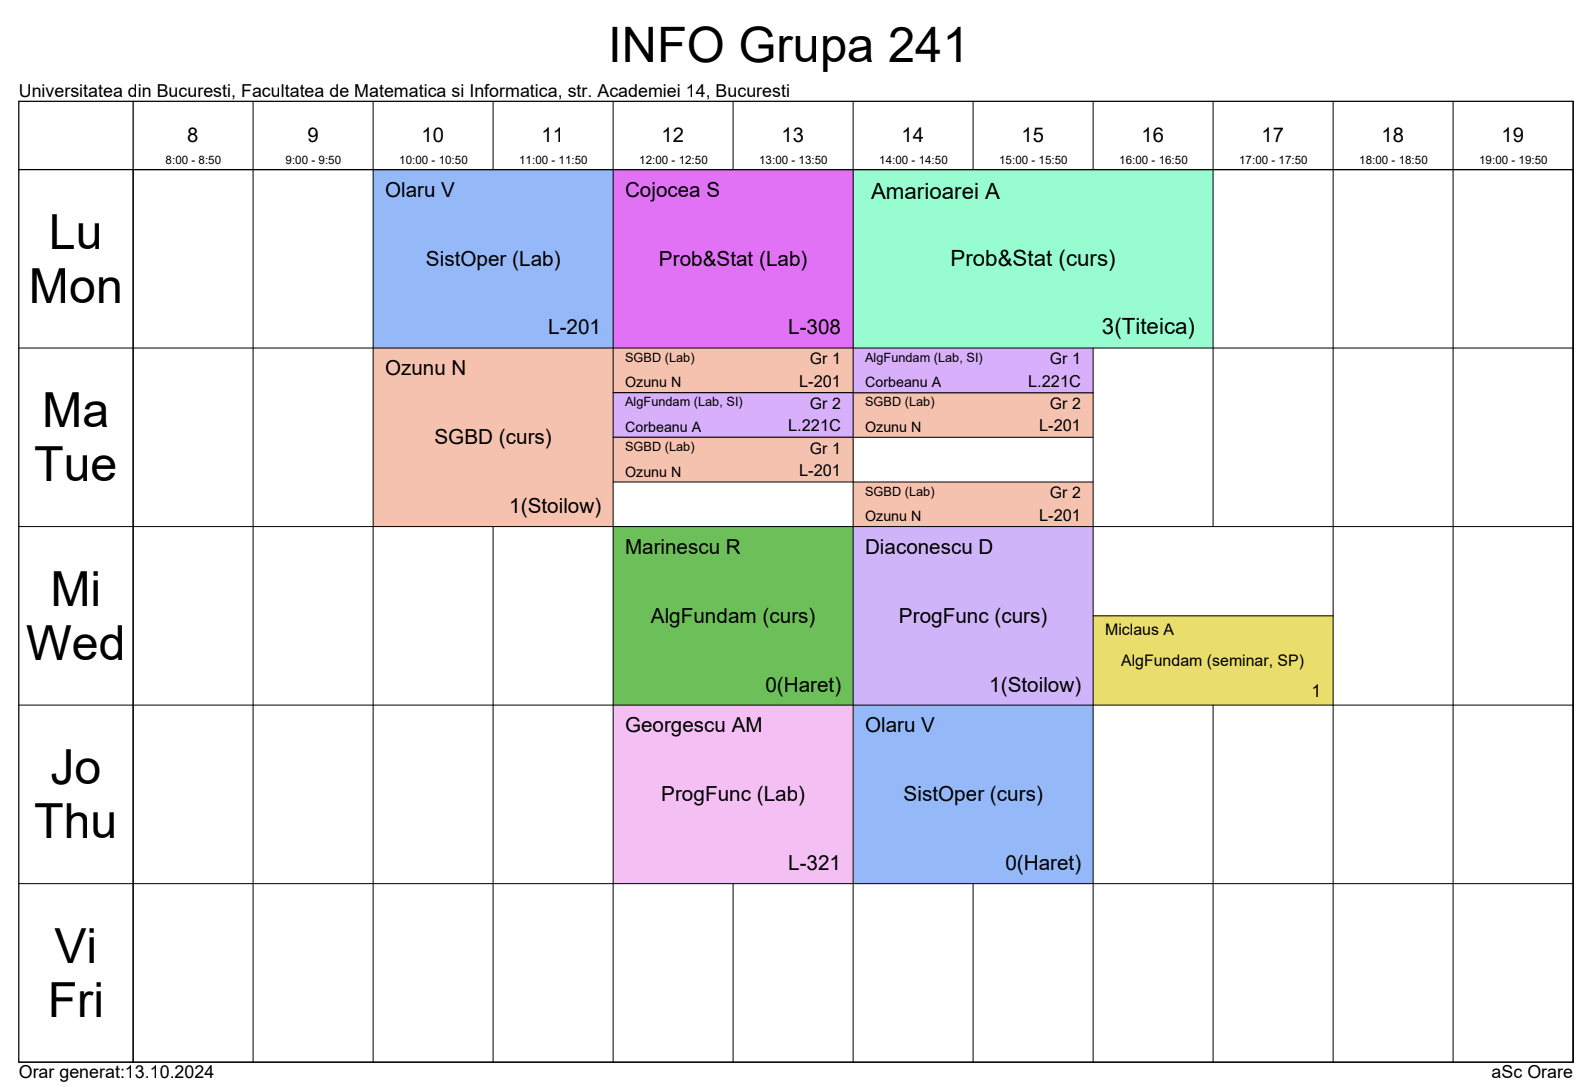 INFO Grupa 241
Universitatea din Bucuresti, Facultatea de Matematica si Informatica, str. Academiei 14, Bucuresti
8 9 10 11 12 13 14 15 16 17 18 19
8:00 - 8:50 9:00 - 9:50 10:00 - 10:50 11:00 - 11:50 12:00 - 12:50 13:00 - 13:50 14:00 - 14:50 15:00 - 15:50 16:00 - 16:50 17:00 - 17:50 18:00 - 18:50 19:00 - 19:50
Lu
Mon
Olaru V
SistOper (Lab)
L-201
Cojocea S
Prob&Stat (Lab)
L-308
Amarioarei A
Prob&Stat (curs)
3(Titeica)
Ma
Tue
Ozunu N
SGBD (curs)
1(Stoilow)
SGBD (Lab) Gr 1
Ozunu N L-201
AlgFundam (Lab, SI) Gr 2
Corbeanu A L.221C
SGBD (Lab) Gr 1
Ozunu N L-201
AlgFundam (Lab, SI) Gr 1
Corbeanu A L.221C
SGBD (Lab) Gr 2
Ozunu N L-201
SGBD (Lab) Gr 2
Ozunu N L-201
Mi
Wed
Marinescu R
AlgFundam (curs)
0(Haret)
Diaconescu D
ProgFunc (curs)
1(Stoilow)
Miclaus A
AlgFundam (seminar, SP)
1
Jo
Thu
Georgescu AM
ProgFunc (Lab)
L-321
Olaru V
SistOper (curs)
0(Haret)
Vi
Fri
Orar generat:13.10.2024
aSc Orare